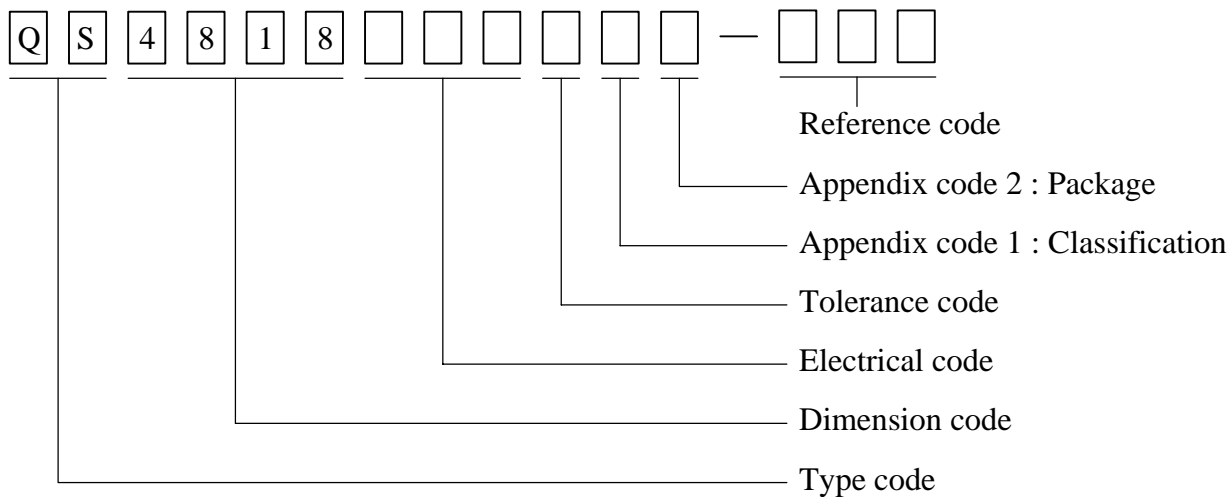 Q S 4 8 1 8 —
Reference code
Appendix code 2 : Package
Appendix code 1 : Classification
Tolerance code
Electrical code
Dimension code
Type code